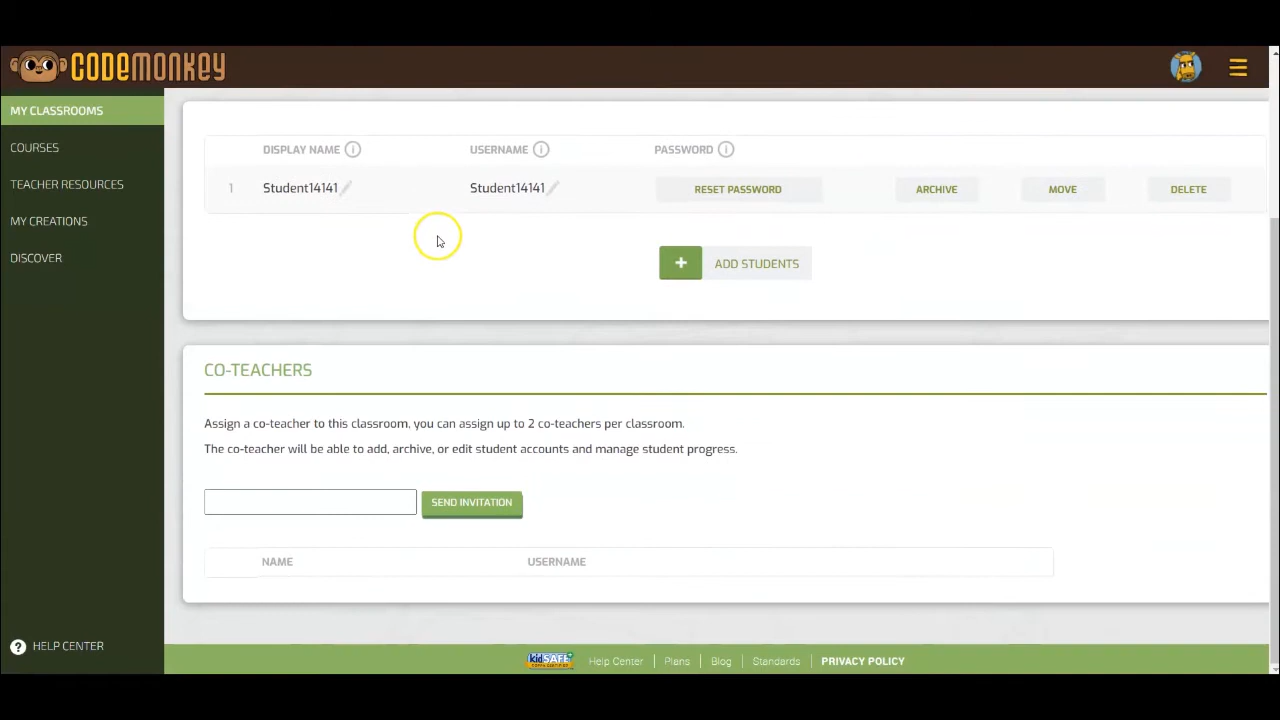 CODEMONKEY
MY CLASSROOMS
COURSES
TEACHER RESOURCES
MY CREATIONS
DISCOVER
? HELP CENTER
DISPLAY NAME i USERNAME i PASSWORD i
1 Student14141 Student14141 RESET PASSWORD ARCHIVE MOVE DELETE
+ ADD STUDENTS
CO-TEACHERS
Assign a co-teacher to this classroom, you can assign up to 2 co-teachers per classroom.
The co-teacher will be able to add, archive, or edit student accounts and manage student progress.
SEND INVITATION
NAME USERNAME
kidSAFE Help Center | Plans | Blog | Standards | PRIVACY POLICY